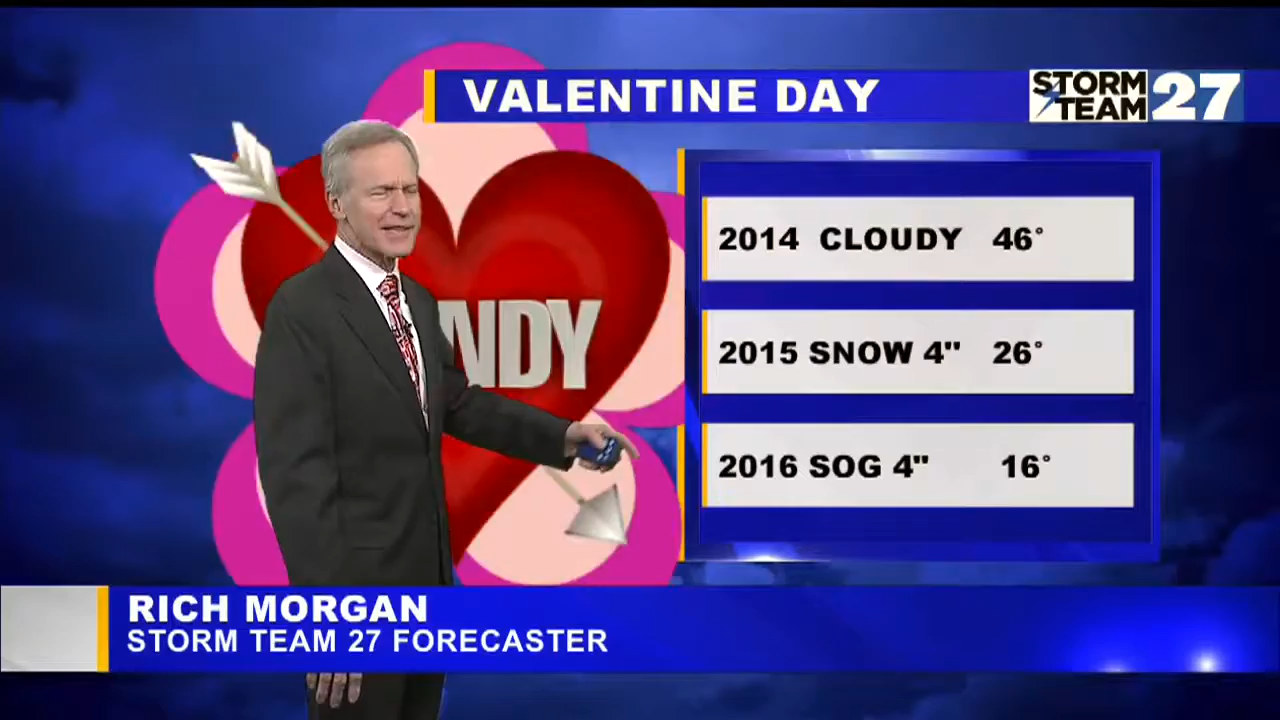 VALENTINE DAY
STORM TEAM 27
2014 CLOUDY 46°
2015 SNOW 4" 26°
2016 SOG 4" 16°
NDY
RICH MORGAN
STORM TEAM 27 FORECASTER